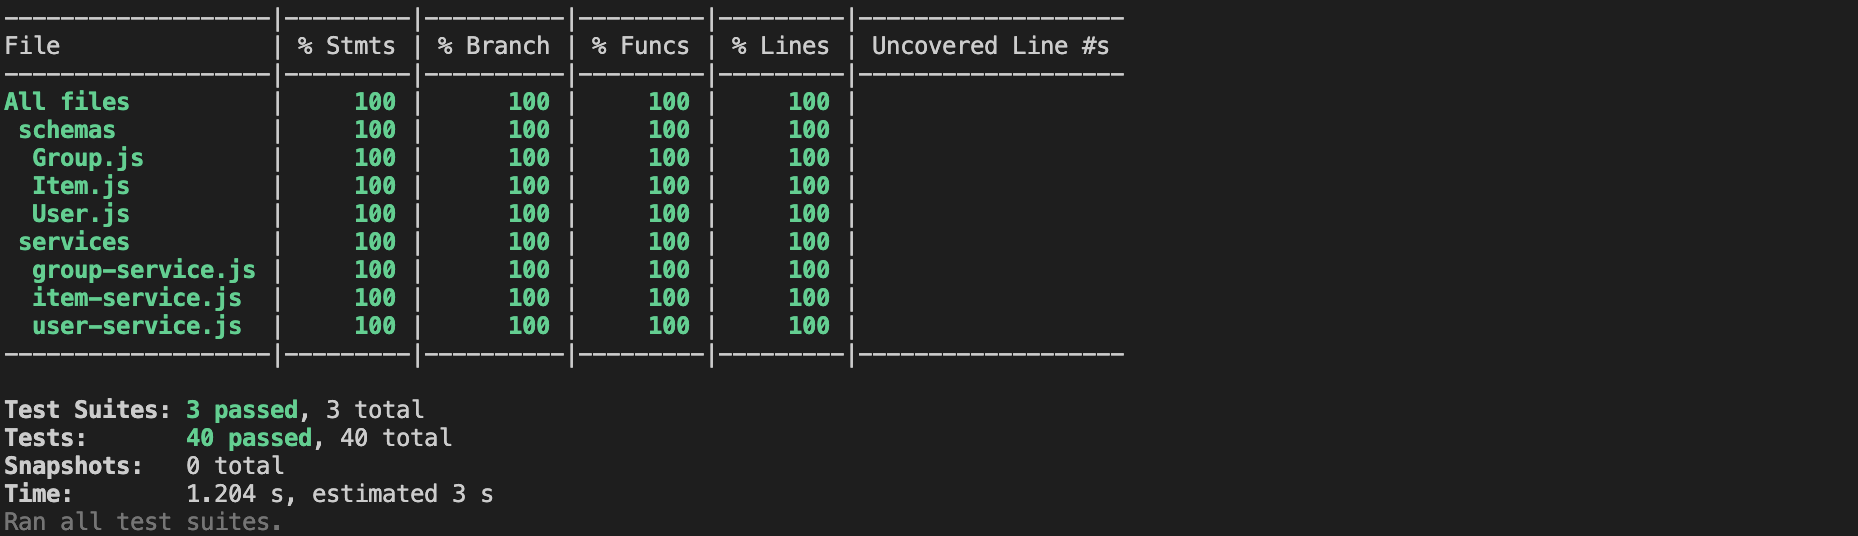 -------------------|---------|----------|---------|---------|-------------------
File               | % Stmts | % Branch | % Funcs | % Lines | Uncovered Line #s
-------------------|---------|----------|---------|---------|-------------------
All files          |     100 |      100 |     100 |     100 |
 schemas           |     100 |      100 |     100 |     100 |
  Group.js         |     100 |      100 |     100 |     100 |
  Item.js          |     100 |      100 |     100 |     100 |
  User.js          |     100 |      100 |     100 |     100 |
 services          |     100 |      100 |     100 |     100 |
  group-service.js |     100 |      100 |     100 |     100 |
  item-service.js  |     100 |      100 |     100 |     100 |
  user-service.js  |     100 |      100 |     100 |     100 |
-------------------|---------|----------|---------|---------|-------------------
Test Suites: 3 passed, 3 total
Tests:       40 passed, 40 total
Snapshots:   0 total
Time:        1.204 s, estimated 3 s
Ran all test suites.